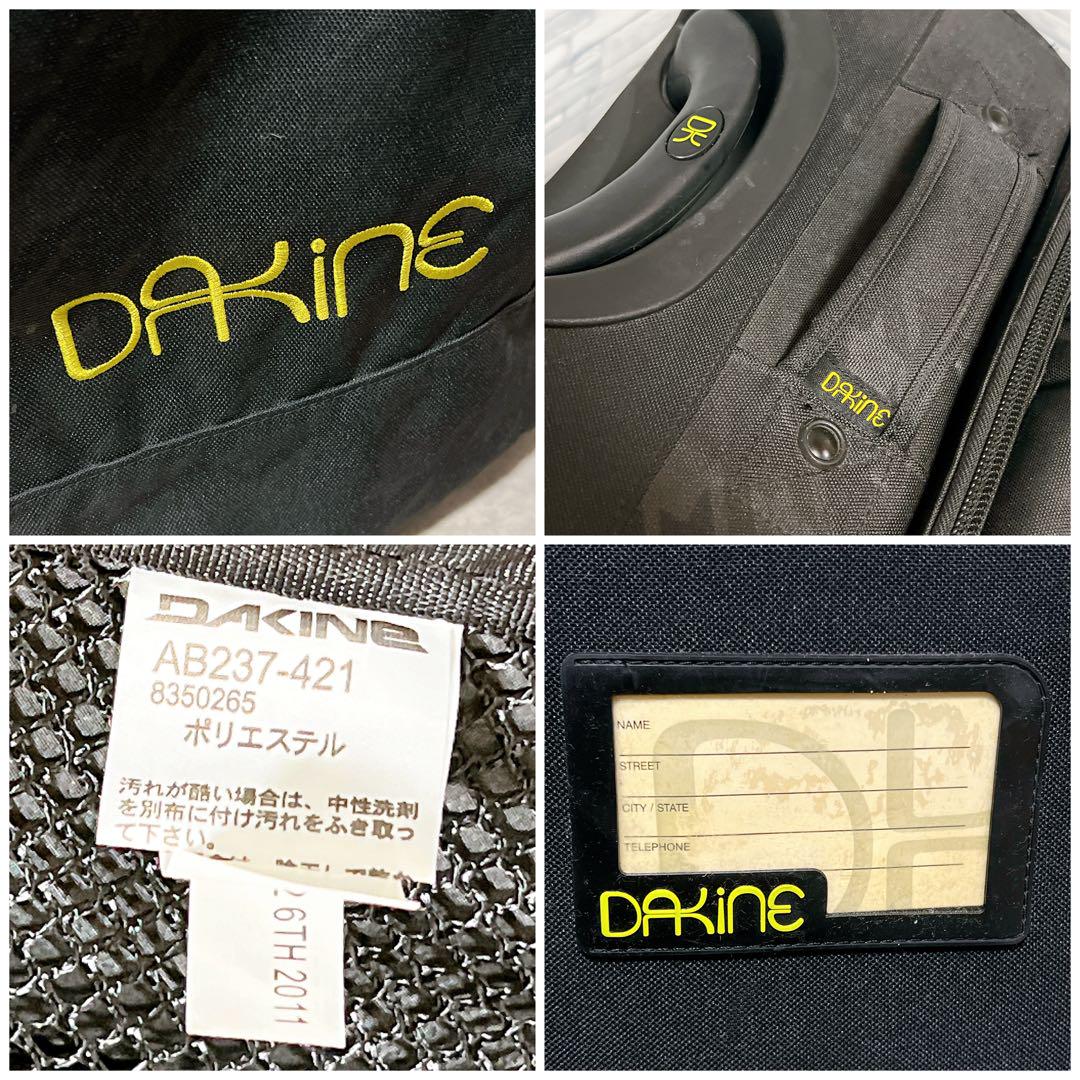 DAKINE
DK
DAKINE
DAKINE
AB237-421
8350265
ポリエステル
汚れが酷い場合は、中性洗剤
を別布に付け汚れをふき取っ
て下さい。
6TH2011
NAME
STREET
CITY / STATE
TELEPHONE
DAKINE